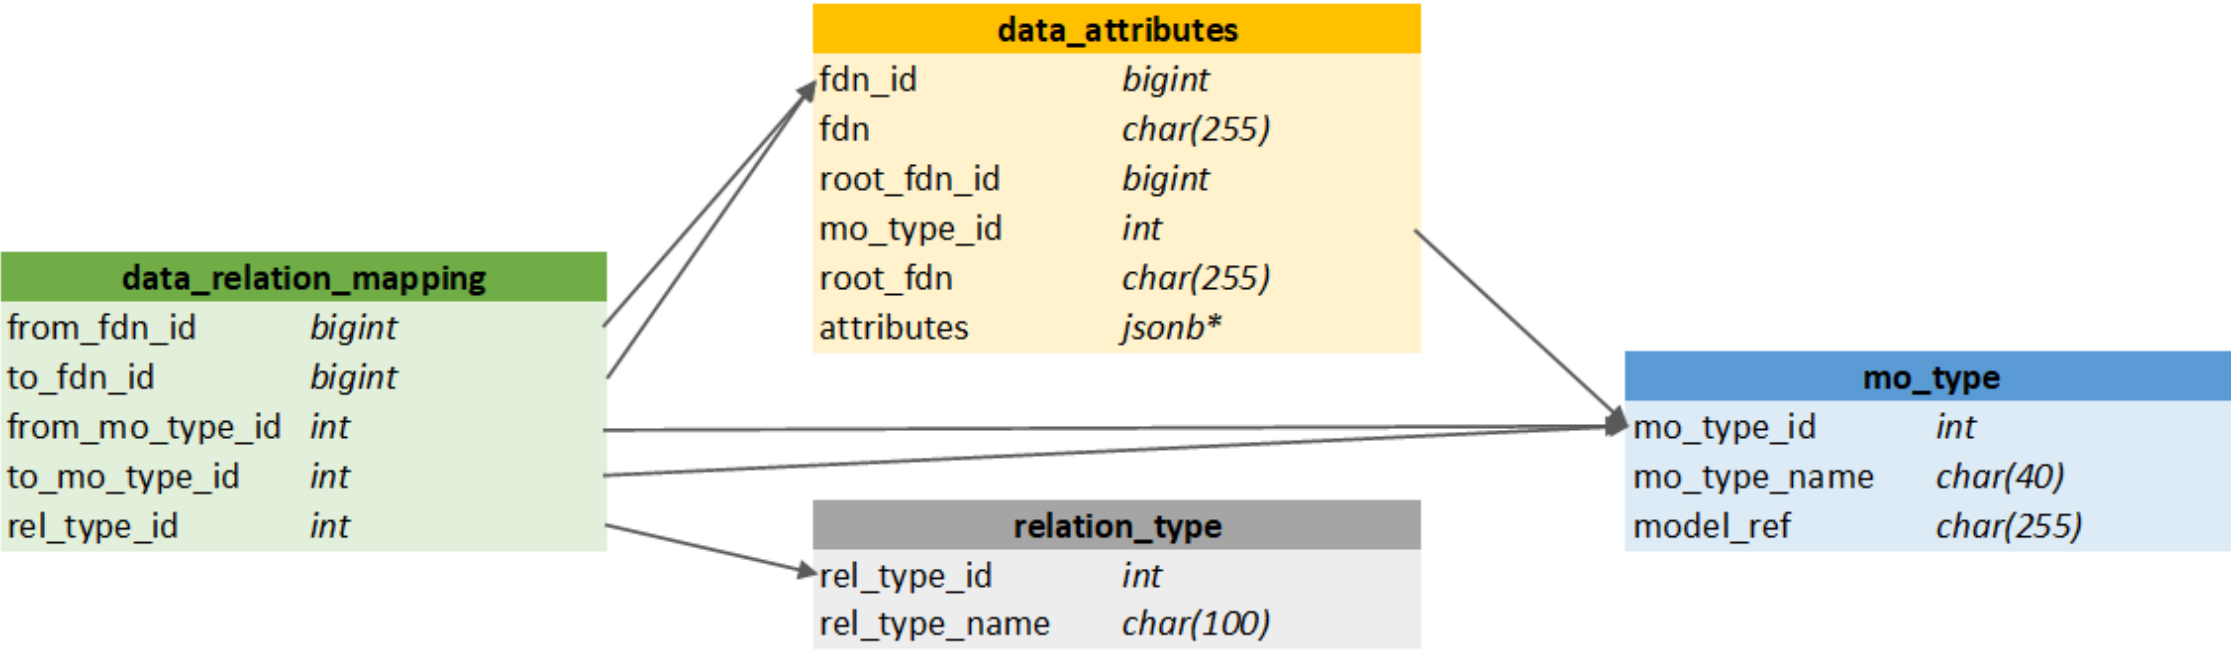 data_attributes
fdn_id bigint
fdn char(255)
root_fdn_id bigint
mo_type_id int
root_fdn char(255)
attributes jsonb*
data_relation_mapping
from_fdn_id bigint
to_fdn_id bigint
from_mo_type_id int
to_mo_type_id int
rel_type_id int
mo_type
mo_type_id int
mo_type_name char(40)
model_ref char(255)
relation_type
rel_type_id int
rel_type_name char(100)